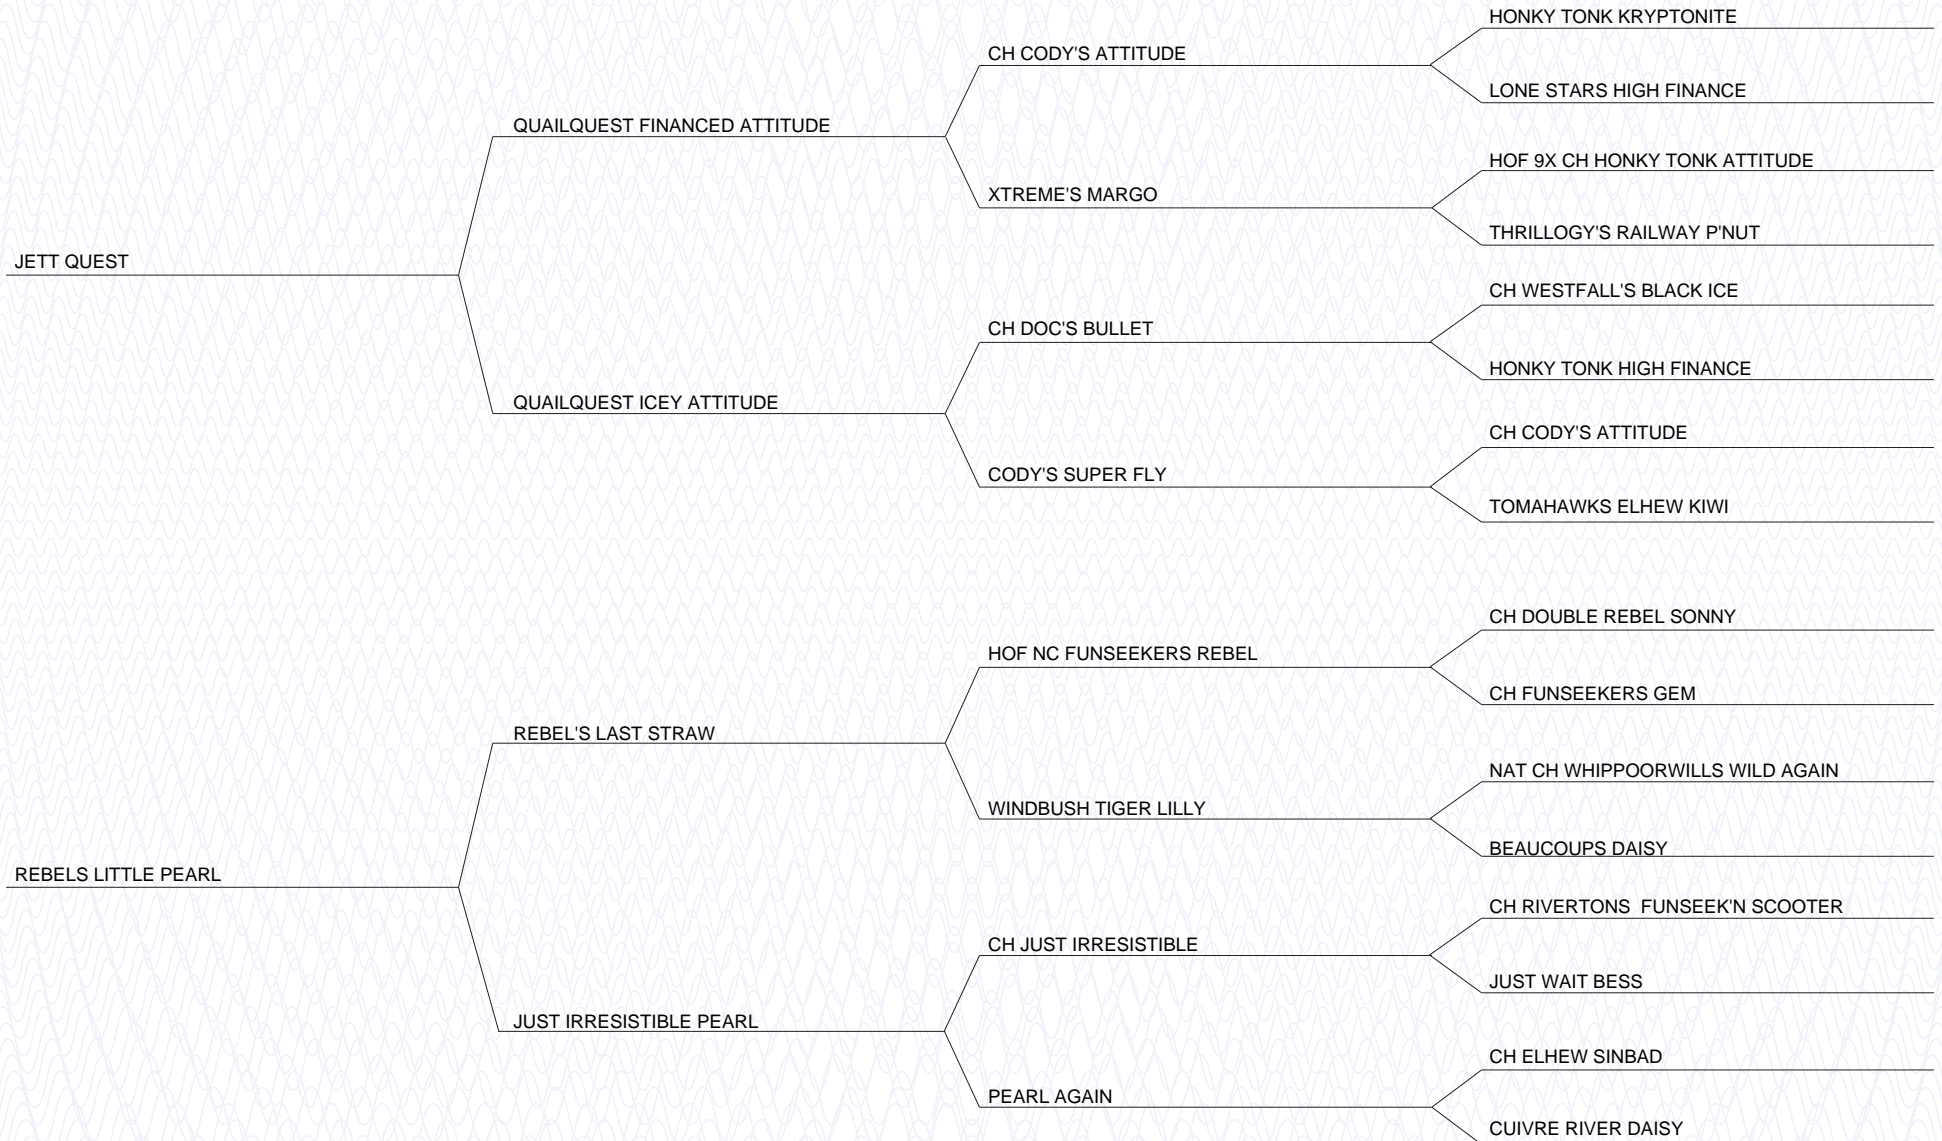 HONKY TONK KRYPTONITE
CH CODY'S ATTITUDE
LONE STARS HIGH FINANCE
QUAILQUEST FINANCED ATTITUDE
HOF 9X CH HONKY TONK ATTITUDE
XTREME'S MARGO
THRILLOGY'S RAILWAY P'NUT
JETT QUEST
CH WESTFALL'S BLACK ICE
CH DOC'S BULLET
HONKY TONK HIGH FINANCE
QUAILQUEST ICEY ATTITUDE
CH CODY'S ATTITUDE
CODY'S SUPER FLY
TOMAHAWKS ELHEW KIWI
CH DOUBLE REBEL SONNY
HOF NC FUNSEEKERS REBEL
CH FUNSEEKERS GEM
REBEL'S LAST STRAW
NAT CH WHIPPOORWILLS WILD AGAIN
WINDBUSH TIGER LILLY
BEAUCOUPS DAISY
REBELS LITTLE PEARL
CH RIVERTONS  FUNSEEK'N SCOOTER
CH JUST IRRESISTIBLE
JUST WAIT BESS
JUST IRRESISTIBLE PEARL
CH ELHEW SINBAD
PEARL AGAIN
CUIVRE RIVER DAISY